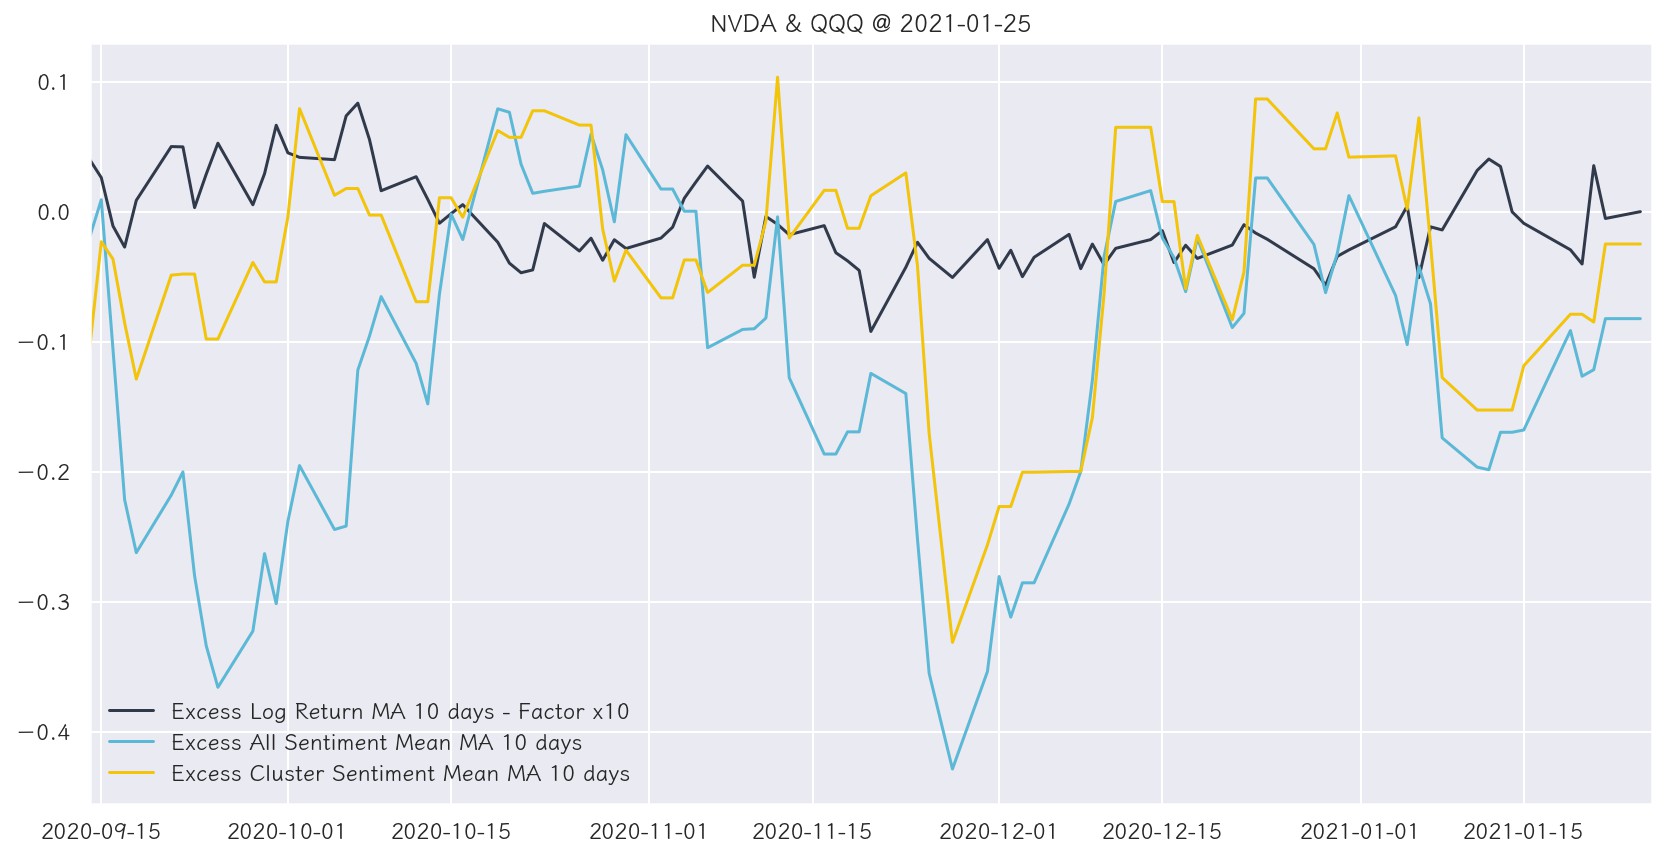 NVDA & QQQ @ 2021-01-25
0.1
0.0
−0.1
−0.2
−0.3
−0.4
Excess Log Return MA 10 days - Factor x10
Excess All Sentiment Mean MA 10 days
Excess Cluster Sentiment Mean MA 10 days
2020-09-15 2020-10-01 2020-10-15 2020-11-01 2020-11-15 2020-12-01 2020-12-15 2021-01-01 2021-01-15